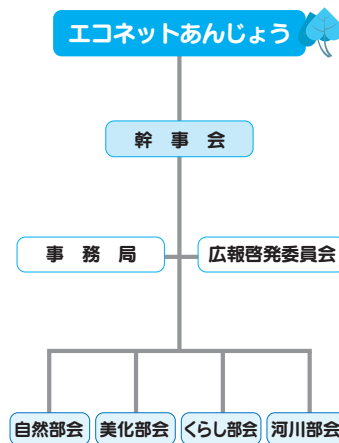 エコネットあんじょう
幹 事 会
事 務 局
広報啓発委員会
自然部会
美化部会
くらし部会
河川部会